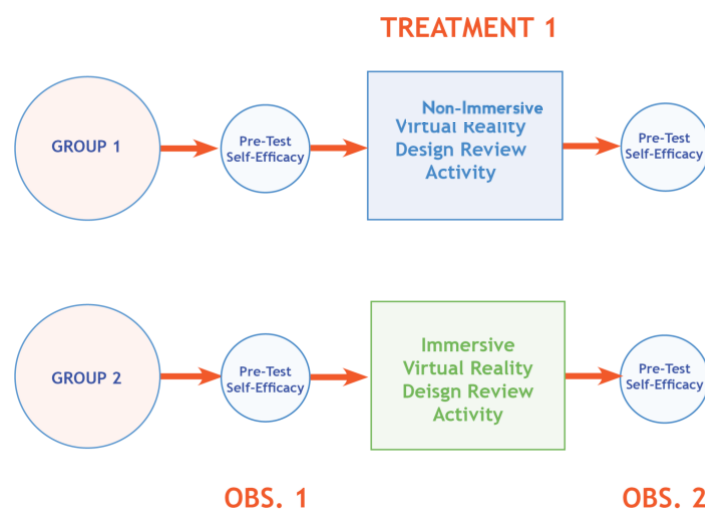 TREATMENT 1
GROUP 1
Pre-Test
Self-Efficacy
Non-Immersive
Virtual Reality
Design Review
Activity
Pre-Test
Self-Efficacy
GROUP 2
Pre-Test
Self-Efficacy
Immersive
Virtual Reality
Deisgn Review
Activity
Pre-Test
Self-Efficacy
OBS. 1
OBS. 2